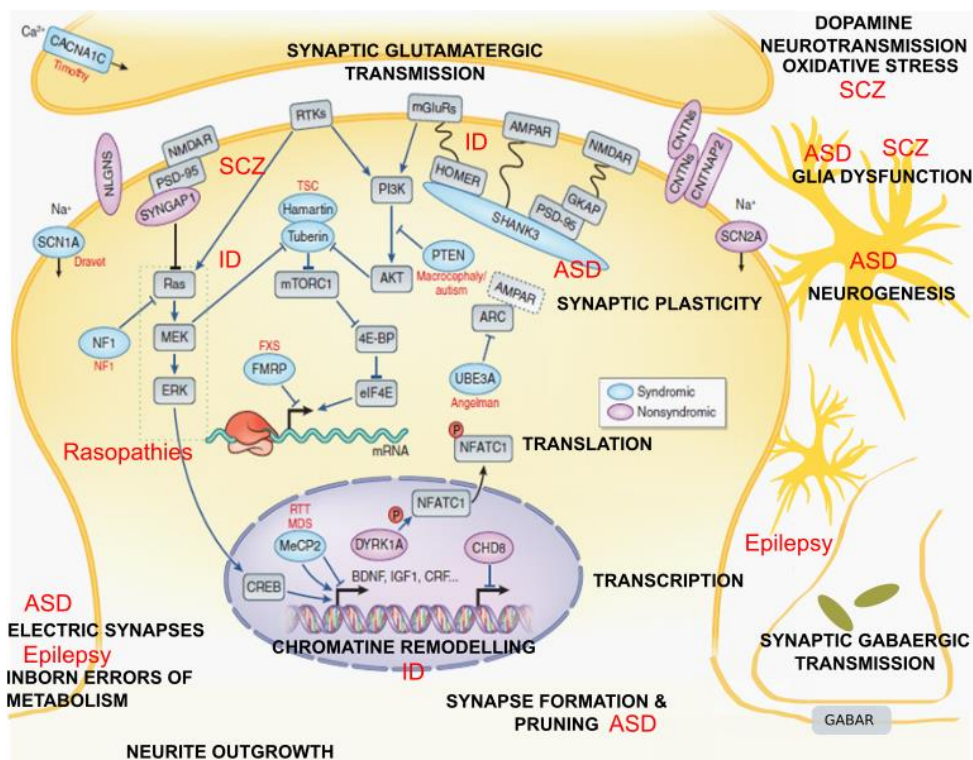 Ca²⁺
CACNA1C
Timothy
SYNAPTIC GLUTAMATERGIC
TRANSMISSION
DOPAMINE
NEUROTRANSMISSION
OXIDATIVE STRESS
SCZ
NLGNS
NMDAR
PSD-95
SYNGAP1
SCZ
RTKs
mGluRs
ID
AMPAR
NMDAR
HOMER
GKAP
PSD-95
SHANK3
CNTNs
CNTNs
CNTNAP2
ASD
SCZ
GLIA DYSFUNCTION
Na⁺
SCN1A
Dravet
ID
TSC
Hamartin
Tuberin
PI3K
PTEN
Macrocephaly/
autism
ASD
Na⁺
SCN2A
ASD
NEUROGENESIS
Ras
mTORC1
AKT
AMPAR
SYNAPTIC PLASTICITY
ARC
NF1
NF1
MEK
4E-BP
FXS
FMRP
UBE3A
Angelman
ERK
eIF4E
Syndromic
Nonsyndromic
Rasopathies
mRNA
P
NFATC1
TRANSLATION
RTT
MDS
MeCP2
P
NFATC1
DYRK1A
CHD8
Epilepsy
CREB
BDNF, IGF1, CRF...
TRANSCRIPTION
CHROMATINE REMODELLING
ID
ASD
ELECTRIC SYNAPSES
Epilepsy
INBORN ERRORS OF
METABOLISM
SYNAPTIC GABAERGIC
TRANSMISSION
SYNAPSE FORMATION &
PRUNING ASD
GABAR
NEURITE OUTGROWTH